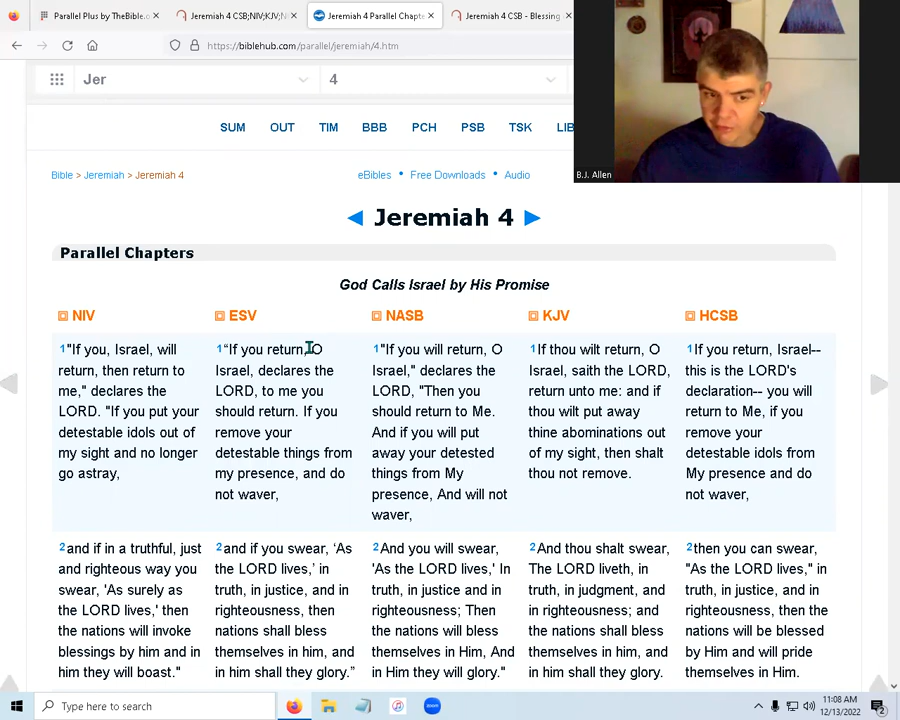 Parallel Plus by TheBible.o
Jeremiah 4 CSB;NIV;KJV;N
Jeremiah 4 Parallel Chapte
Jeremiah 4 CSB - Blessing
https://biblehub.com/parallel/jeremiah/4.htm
Jer 4
SUM OUT TIM BBB PCH PSB TSK LIB
B.J. Allen
Bible > Jeremiah > Jeremiah 4
eBibles • Free Downloads • Audio
Jeremiah 4
Parallel Chapters
God Calls Israel by His Promise
NIV
1"If you, Israel, will
return, then return to
me," declares the
LORD. "If you put your
detestable idols out of
my sight and no longer
go astray,
2and if in a truthful, just
and righteous way you
swear, 'As surely as
the LORD lives,' then
the nations will invoke
blessings by him and in
him they will boast."
ESV
1“If you return, O
Israel, declares the
LORD, to me you
should return. If you
remove your
detestable things from
my presence, and do
not waver,
2and if you swear, ‘As
the LORD lives,’ in
truth, in justice, and in
righteousness, then
nations shall bless
themselves in him, and
in him shall they glory.”
NASB
1"If you will return, O
Israel," declares the
LORD, "Then you
should return to Me.
And if you will put
away your detested
things from My
presence, And will not
waver,
2And you will swear,
'As the LORD lives,' In
truth, in justice and in
righteousness; Then
the nations will bless
themselves in Him, And
in Him they will glory."
KJV
1If thou wilt return, O
Israel, saith the LORD,
return unto me: and if
thou wilt put away
thine abominations out
of my sight, then shalt
thou not remove.
2And thou shalt swear,
The LORD liveth, in
truth, in judgment, and
in righteousness; and
the nations shall bless
themselves in him, and
in him shall they glory.
HCSB
1If you return, Israel--
this is the LORD's
declaration-- you will
return to Me, if you
remove your
detestable idols from
My presence and do
not waver,
2then you can swear,
"As the LORD lives," in
truth, in justice, and in
righteousness, then the
nations will be blessed
by Him and will pride
themselves in Him.
Type here to search
11:08 AM
12/13/2022
2